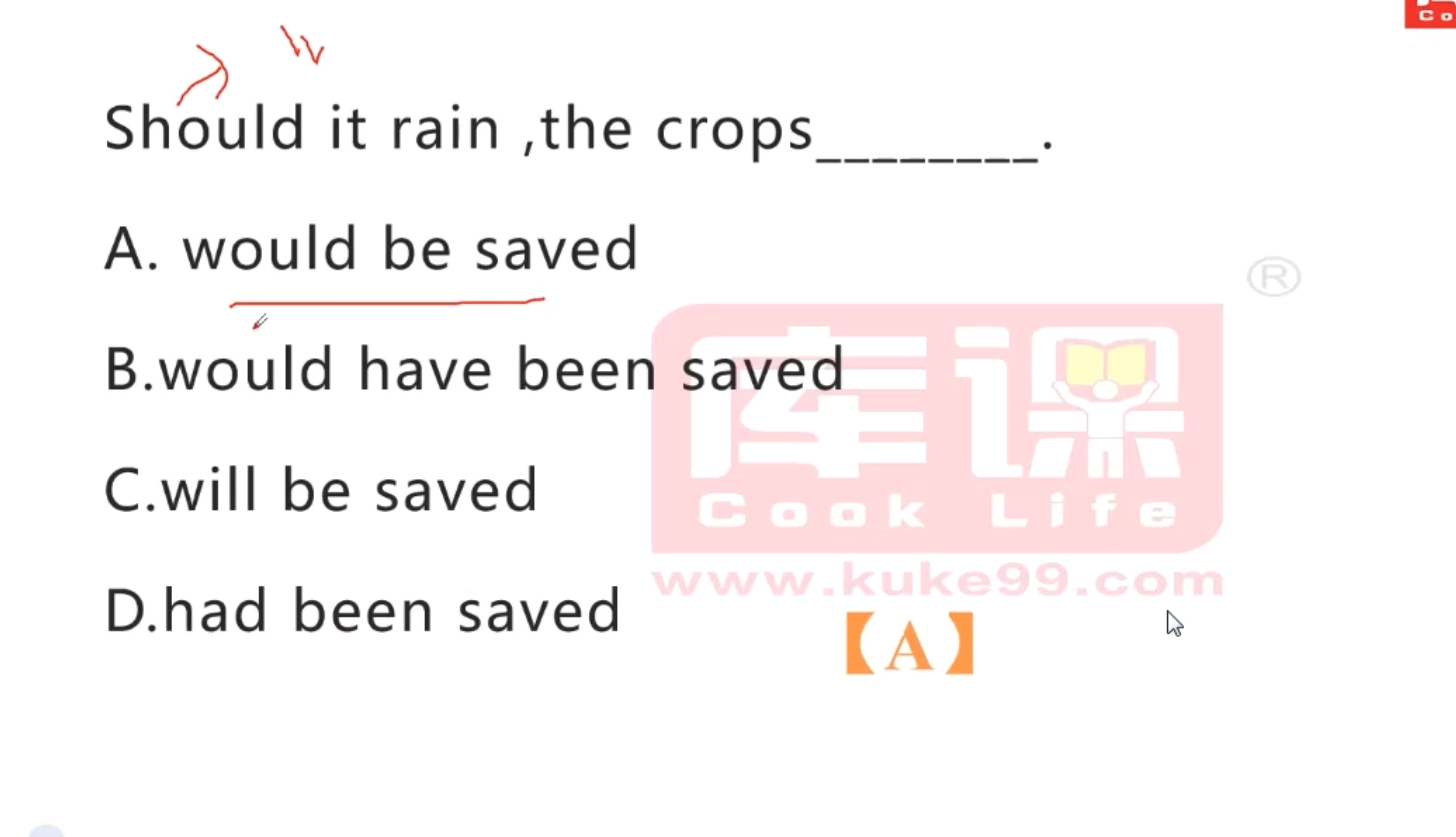 Co
Should it rain ,the crops________.
A. would be saved
®
B.would have been saved
库课
C.will be saved
Cook Life
www.kuke99.com
D.had been saved
【A】